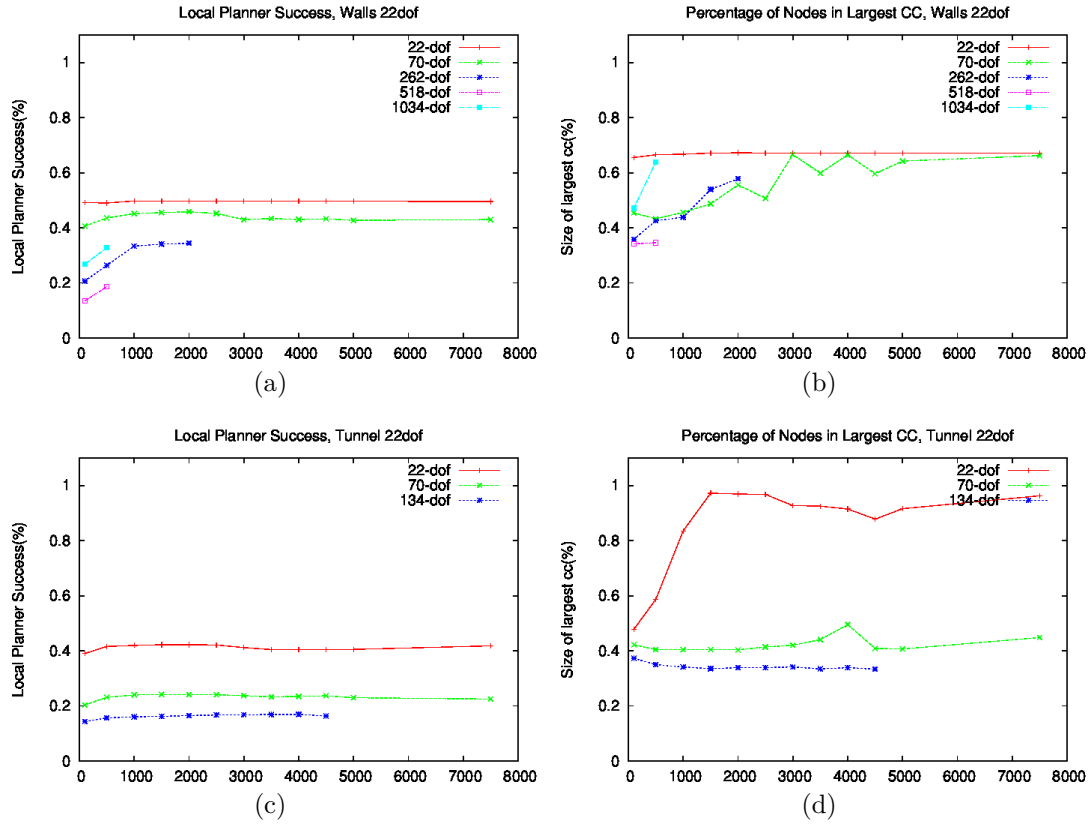 Local Planner Success, Walls 22dof
Local Planner Success(%)
1
0.8
0.6
0.4
0.2
0
22-dof
70-dof
262-dof
518-dof
1034-dof
0 1000 2000 3000 4000 5000 6000 7000 8000
(a)
Percentage of Nodes in Largest CC, Walls 22dof
Size of largest cc(%)
1
0.8
0.6
0.4
0.2
0
22-dof
70-dof
262-dof
518-dof
1034-dof
0 1000 2000 3000 4000 5000 6000 7000 8000
(b)
Local Planner Success, Tunnel 22dof
Local Planner Success(%)
1
0.8
0.6
0.4
0.2
0
22-dof
70-dof
134-dof
0 1000 2000 3000 4000 5000 6000 7000 8000
(c)
Percentage of Nodes in Largest CC, Tunnel 22dof
Size of largest cc(%)
1
0.8
0.6
0.4
0.2
0
22-dof
70-dof
134-dof
0 1000 2000 3000 4000 5000 6000 7000 8000
(d)